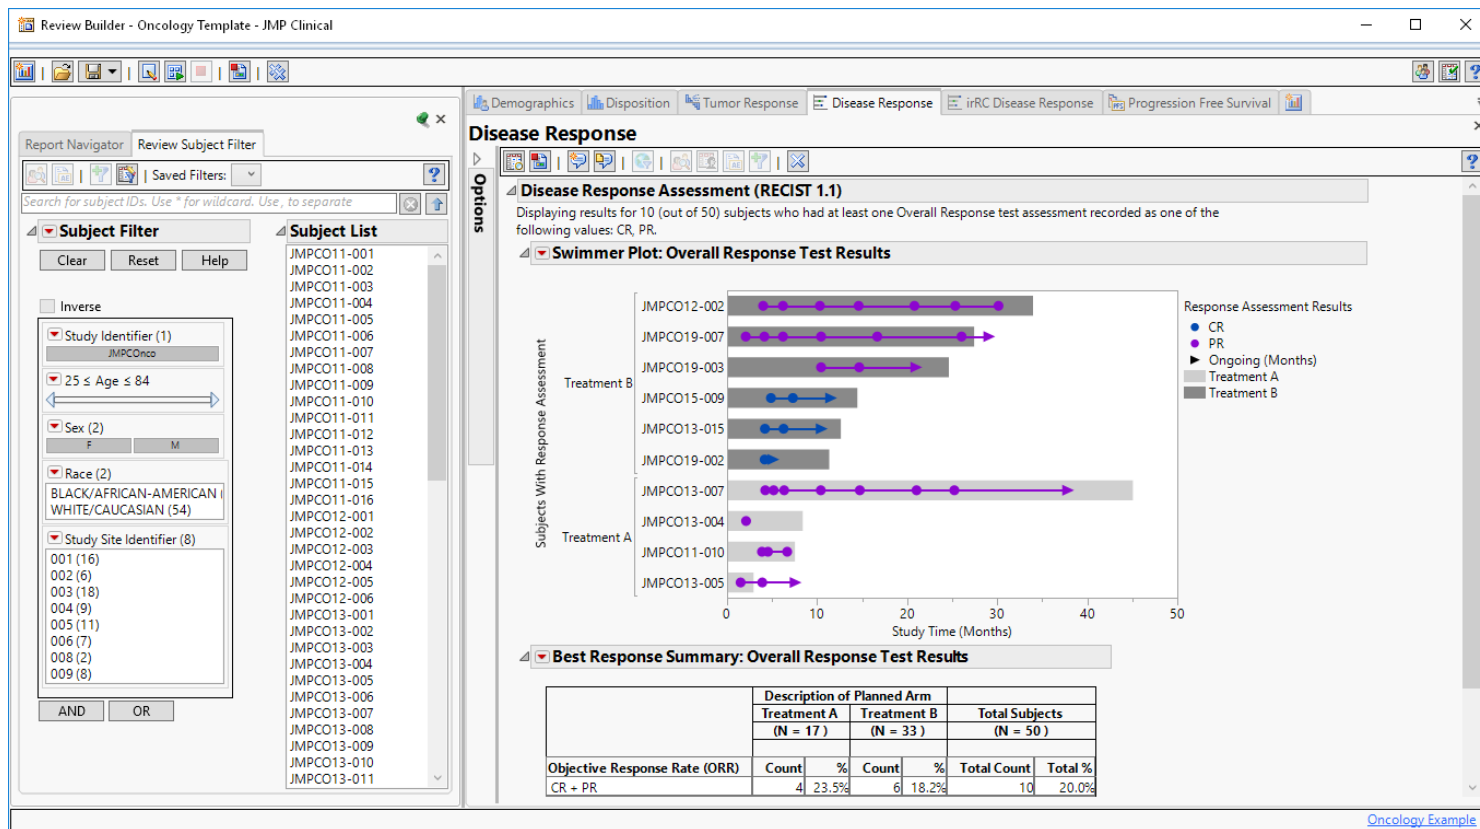 Review Builder - Oncology Template - JMP Clinical
Report Navigator
Review Subject Filter
Saved Filters:
Search for subject IDs. Use * for wildcard. Use , to separate
Subject Filter
Clear
Reset
Help
Inverse
Study Identifier (1)
JMPCOnco
25 ≤ Age ≤ 84
Sex (2)
F
M
Race (2)
BLACK/AFRICAN-AMERICAN (
WHITE/CAUCASIAN (54)
Study Site Identifier (8)
001 (16)
002 (6)
003 (18)
004 (9)
005 (11)
006 (7)
008 (2)
009 (8)
AND
OR
Subject List
JMPCO11-001
JMPCO11-002
JMPCO11-003
JMPCO11-004
JMPCO11-005
JMPCO11-006
JMPCO11-007
JMPCO11-008
JMPCO11-009
JMPCO11-010
JMPCO11-011
JMPCO11-012
JMPCO11-013
JMPCO11-014
JMPCO11-015
JMPCO11-016
JMPCO12-001
JMPCO12-002
JMPCO12-003
JMPCO12-004
JMPCO12-005
JMPCO12-006
JMPCO13-001
JMPCO13-002
JMPCO13-003
JMPCO13-004
JMPCO13-005
JMPCO13-006
JMPCO13-007
JMPCO13-008
JMPCO13-009
JMPCO13-010
JMPCO13-011
Demographics
Disposition
Tumor Response
Disease Response
irRC Disease Response
Progression Free Survival
Disease Response
Options
Disease Response Assessment (RECIST 1.1)
Displaying results for 10 (out of 50) subjects who had at least one Overall Response test assessment recorded as one of the
following values: CR, PR.
Swimmer Plot: Overall Response Test Results
Subjects With Response Assessment
Treatment B
JMPCO12-002
JMPCO19-007
JMPCO19-003
JMPCO15-009
JMPCO13-015
JMPCO19-002
Treatment A
JMPCO13-007
JMPCO13-004
JMPCO11-010
JMPCO13-005
0 10 20 30 40 50
Study Time (Months)
Response Assessment Results
CR
PR
Ongoing (Months)
Treatment A
Treatment B
Best Response Summary: Overall Response Test Results
Description of Planned Arm
Treatment A Treatment B Total Subjects
(N = 17 ) (N = 33 ) (N = 50 )
Objective Response Rate (ORR) Count % Count % Total Count Total %
CR + PR 4 23.5% 6 18.2% 10 20.0%
Oncology Example